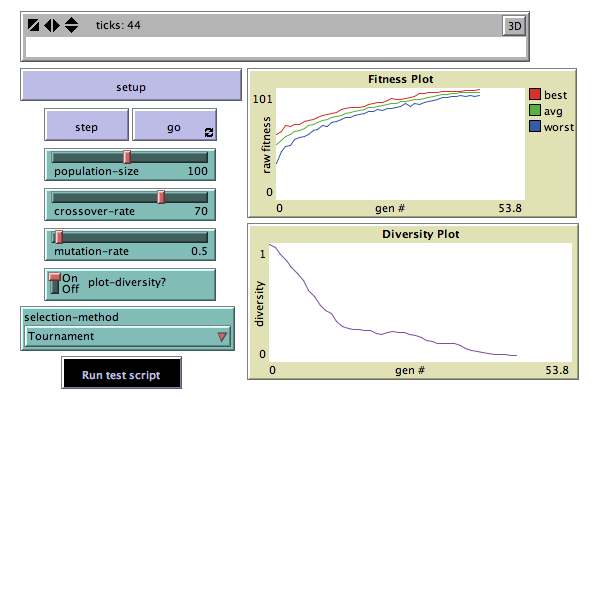 ticks: 44
3D
setup
step
go
population-size 100
crossover-rate 70
mutation-rate 0.5
On
Off
plot-diversity?
selection-method
Tournament
Run test script
Fitness Plot
101
raw fitness
0
0 gen # 53.8
best
avg
worst
Diversity Plot
1
diversity
0
0 gen # 53.8